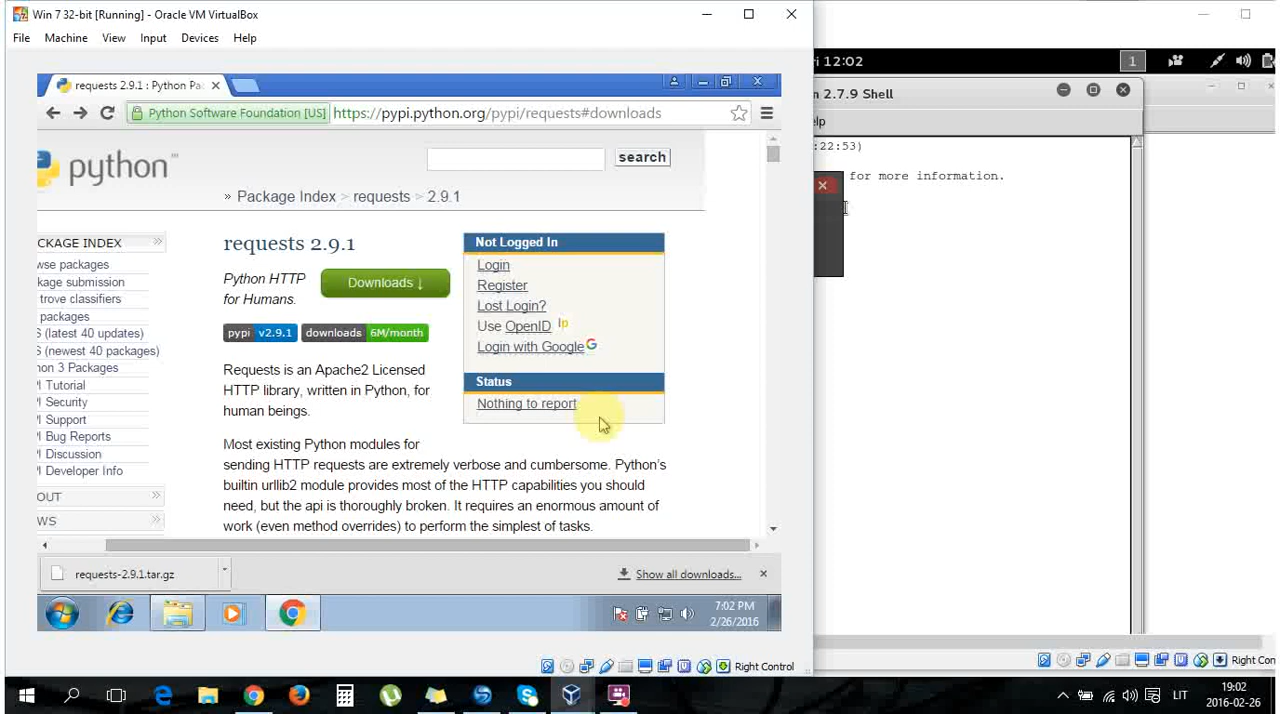 Win 7 32-bit [Running] - Oracle VM VirtualBox
File Machine View Input Devices Help
requests 2.9.1 : Python Pa
Python Software Foundation [US] https://pypi.python.org/pypi/requests#downloads
python™
search
» Package Index > requests > 2.9.1
CKAGE INDEX »
wse packages
kage submission
trove classifiers
packages
S (latest 40 updates)
S (newest 40 packages)
on 3 Packages
I Tutorial
I Security
I Support
I Bug Reports
I Discussion
I Developer Info
OUT »
WS »
requests 2.9.1
Python HTTP
for Humans.
Downloads ↓
pypi v2.9.1 downloads 6M/month
Requests is an Apache2 Licensed
HTTP library, written in Python, for
human beings.
Most existing Python modules for
sending HTTP requests are extremely verbose and cumbersome. Python's
builtin urllib2 module provides most of the HTTP capabilities you should
need, but the api is thoroughly broken. It requires an enormous amount of
work (even method overrides) to perform the simplest of tasks.
Not Logged In
Login
Register
Lost Login?
Use OpenID lp
Login with Google G
Status
Nothing to report
requests-2.9.1.tar.gz
Show all downloads...
7:02 PM
2/26/2016
Right Control
ri 12:02
1
n 2.7.9 Shell
elp
:22:53)
for more information.
Right Con
LIT
19:02
2016-02-26